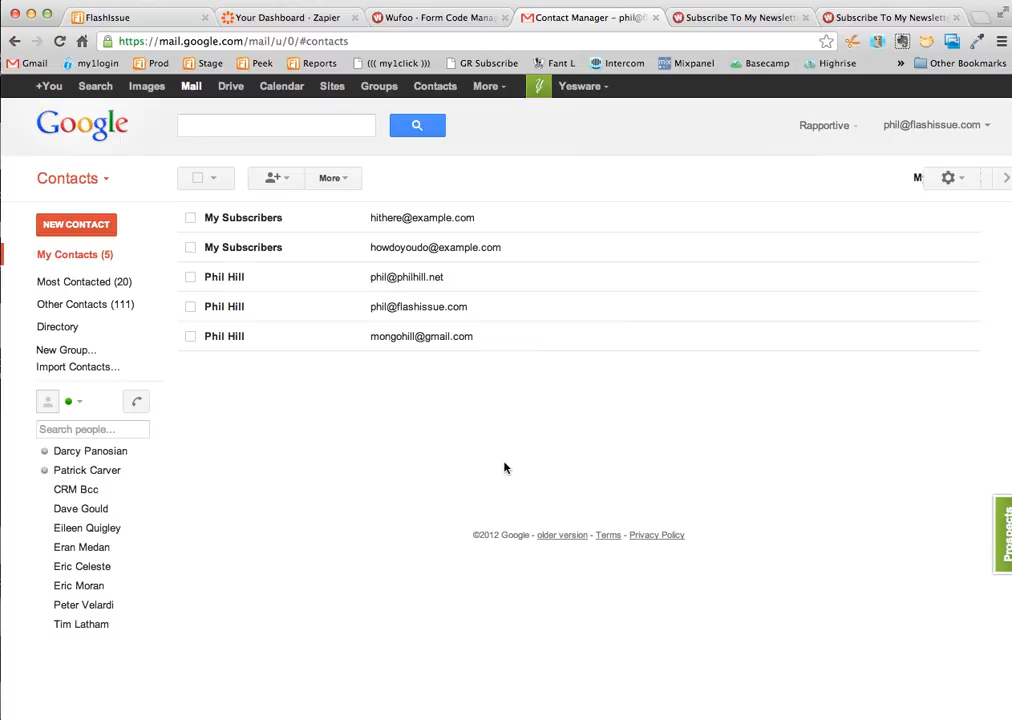 FlashIssue
Your Dashboard - Zapier
Wufoo - Form Code Mana
Contact Manager - phil@f
Subscribe To My Newslett
Subscribe To My Newslett
https://mail.google.com/mail/u/0/#contacts
Gmail my1login Prod Stage Peek Reports ((( my1click ))) GR Subscribe Fant L Intercom Mixpanel Basecamp Highrise » Other Bookmarks
+You Search Images Mail Drive Calendar Sites Groups Contacts More Yesware
Google
Rapportive
phil@flashissue.com
Contacts
More
My
NEW CONTACT
My Contacts (5)
Most Contacted (20)
Other Contacts (111)
Directory
New Group...
Import Contacts...
Search people...
Darcy Panosian
Patrick Carver
CRM Bcc
Dave Gould
Eileen Quigley
Eran Medan
Eric Celeste
Eric Moran
Peter Velardi
Tim Latham
My Subscribers hithere@example.com
My Subscribers howdoyoudo@example.com
Phil Hill phil@philhill.net
Phil Hill phil@flashissue.com
Phil Hill mongohill@gmail.com
©2012 Google - older version - Terms - Privacy Policy
Prospects